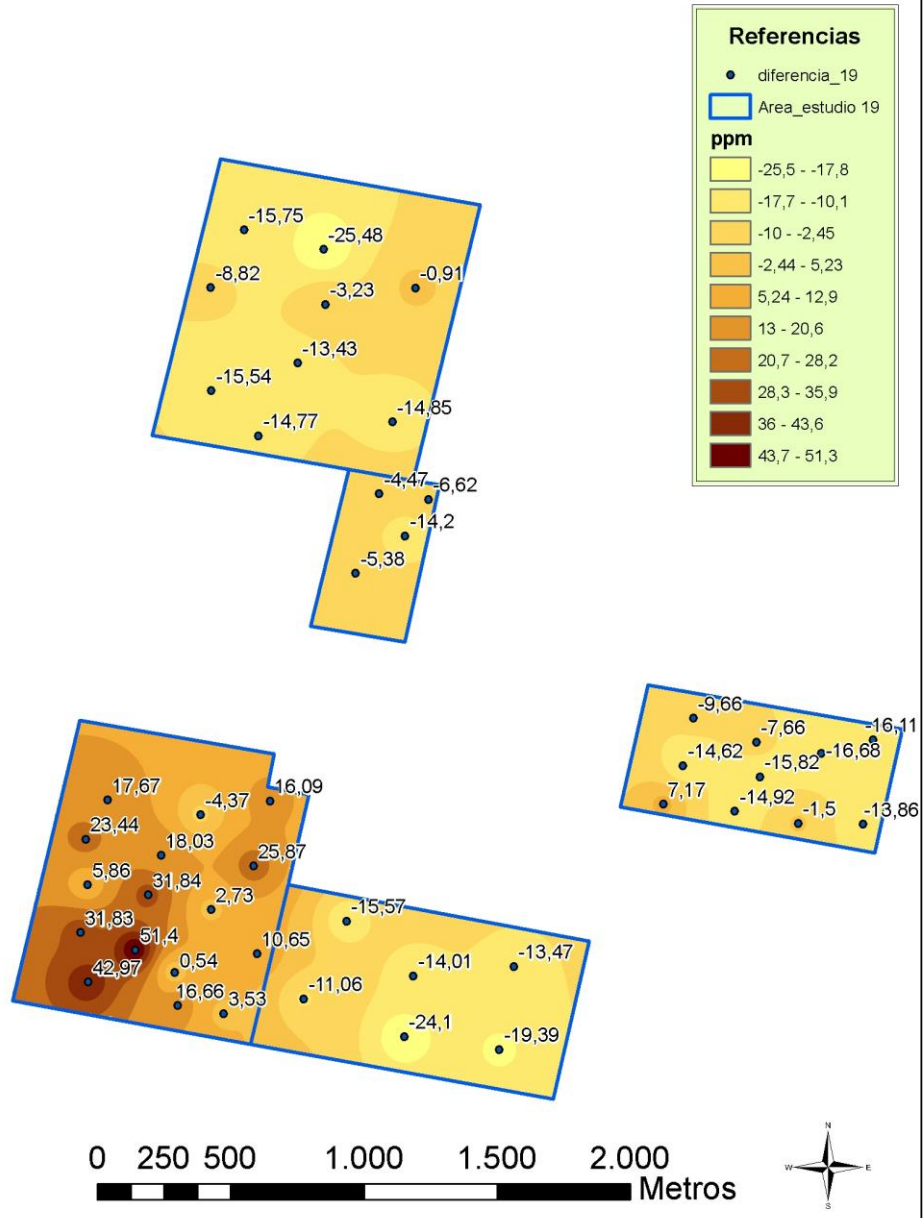 Referencias
diferencia_19
Area_estudio 19
ppm
-25,5 - -17,8
-17,7 - -10,1
-10 - -2,45
-2,44 - 5,23
5,24 - 12,9
13 - 20,6
20,7 - 28,2
28,3 - 35,9
36 - 43,6
43,7 - 51,3
-15,75
-25,48
-8,82
-0,91
-3,23
-13,43
-15,54
-14,85
-14,77
-4,47
-6,62
-14,2
-5,38
-9,66
-16,11
-7,66
-16,68
-14,62
-15,82
7,17
-14,92
-1,5
-13,86
17,67
-4,37
16,09
23,44
18,03
25,87
5,86
31,84
2,73
31,83
51,4
10,65
42,97
0,54
16,66
3,53
-15,57
-14,01
-13,47
-11,06
-24,1
-19,39
0 250 500 1.000 1.500 2.000
Metros
N
W E
S